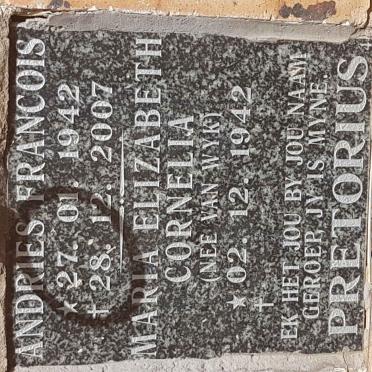 ANDRIES FRANCOIS
★ 27. 01. 1942
† 28. 12. 2007
MARIA ELIZABETH
CORNELIA
(NEE VAN WYK)
★ 02. 12. 1942
†
EK HET JOU BY JOU NAAM
GEROEP, JY IS MYNE.
PRETORIUS